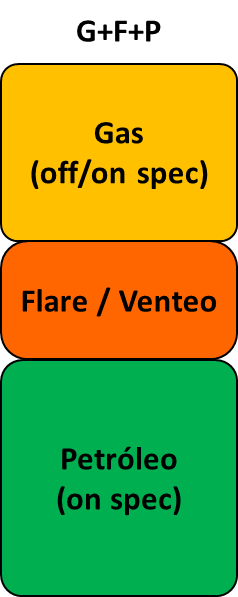 G+F+P
Gas
(off/on spec)
Flare / Venteo
Petróleo
(on spec)